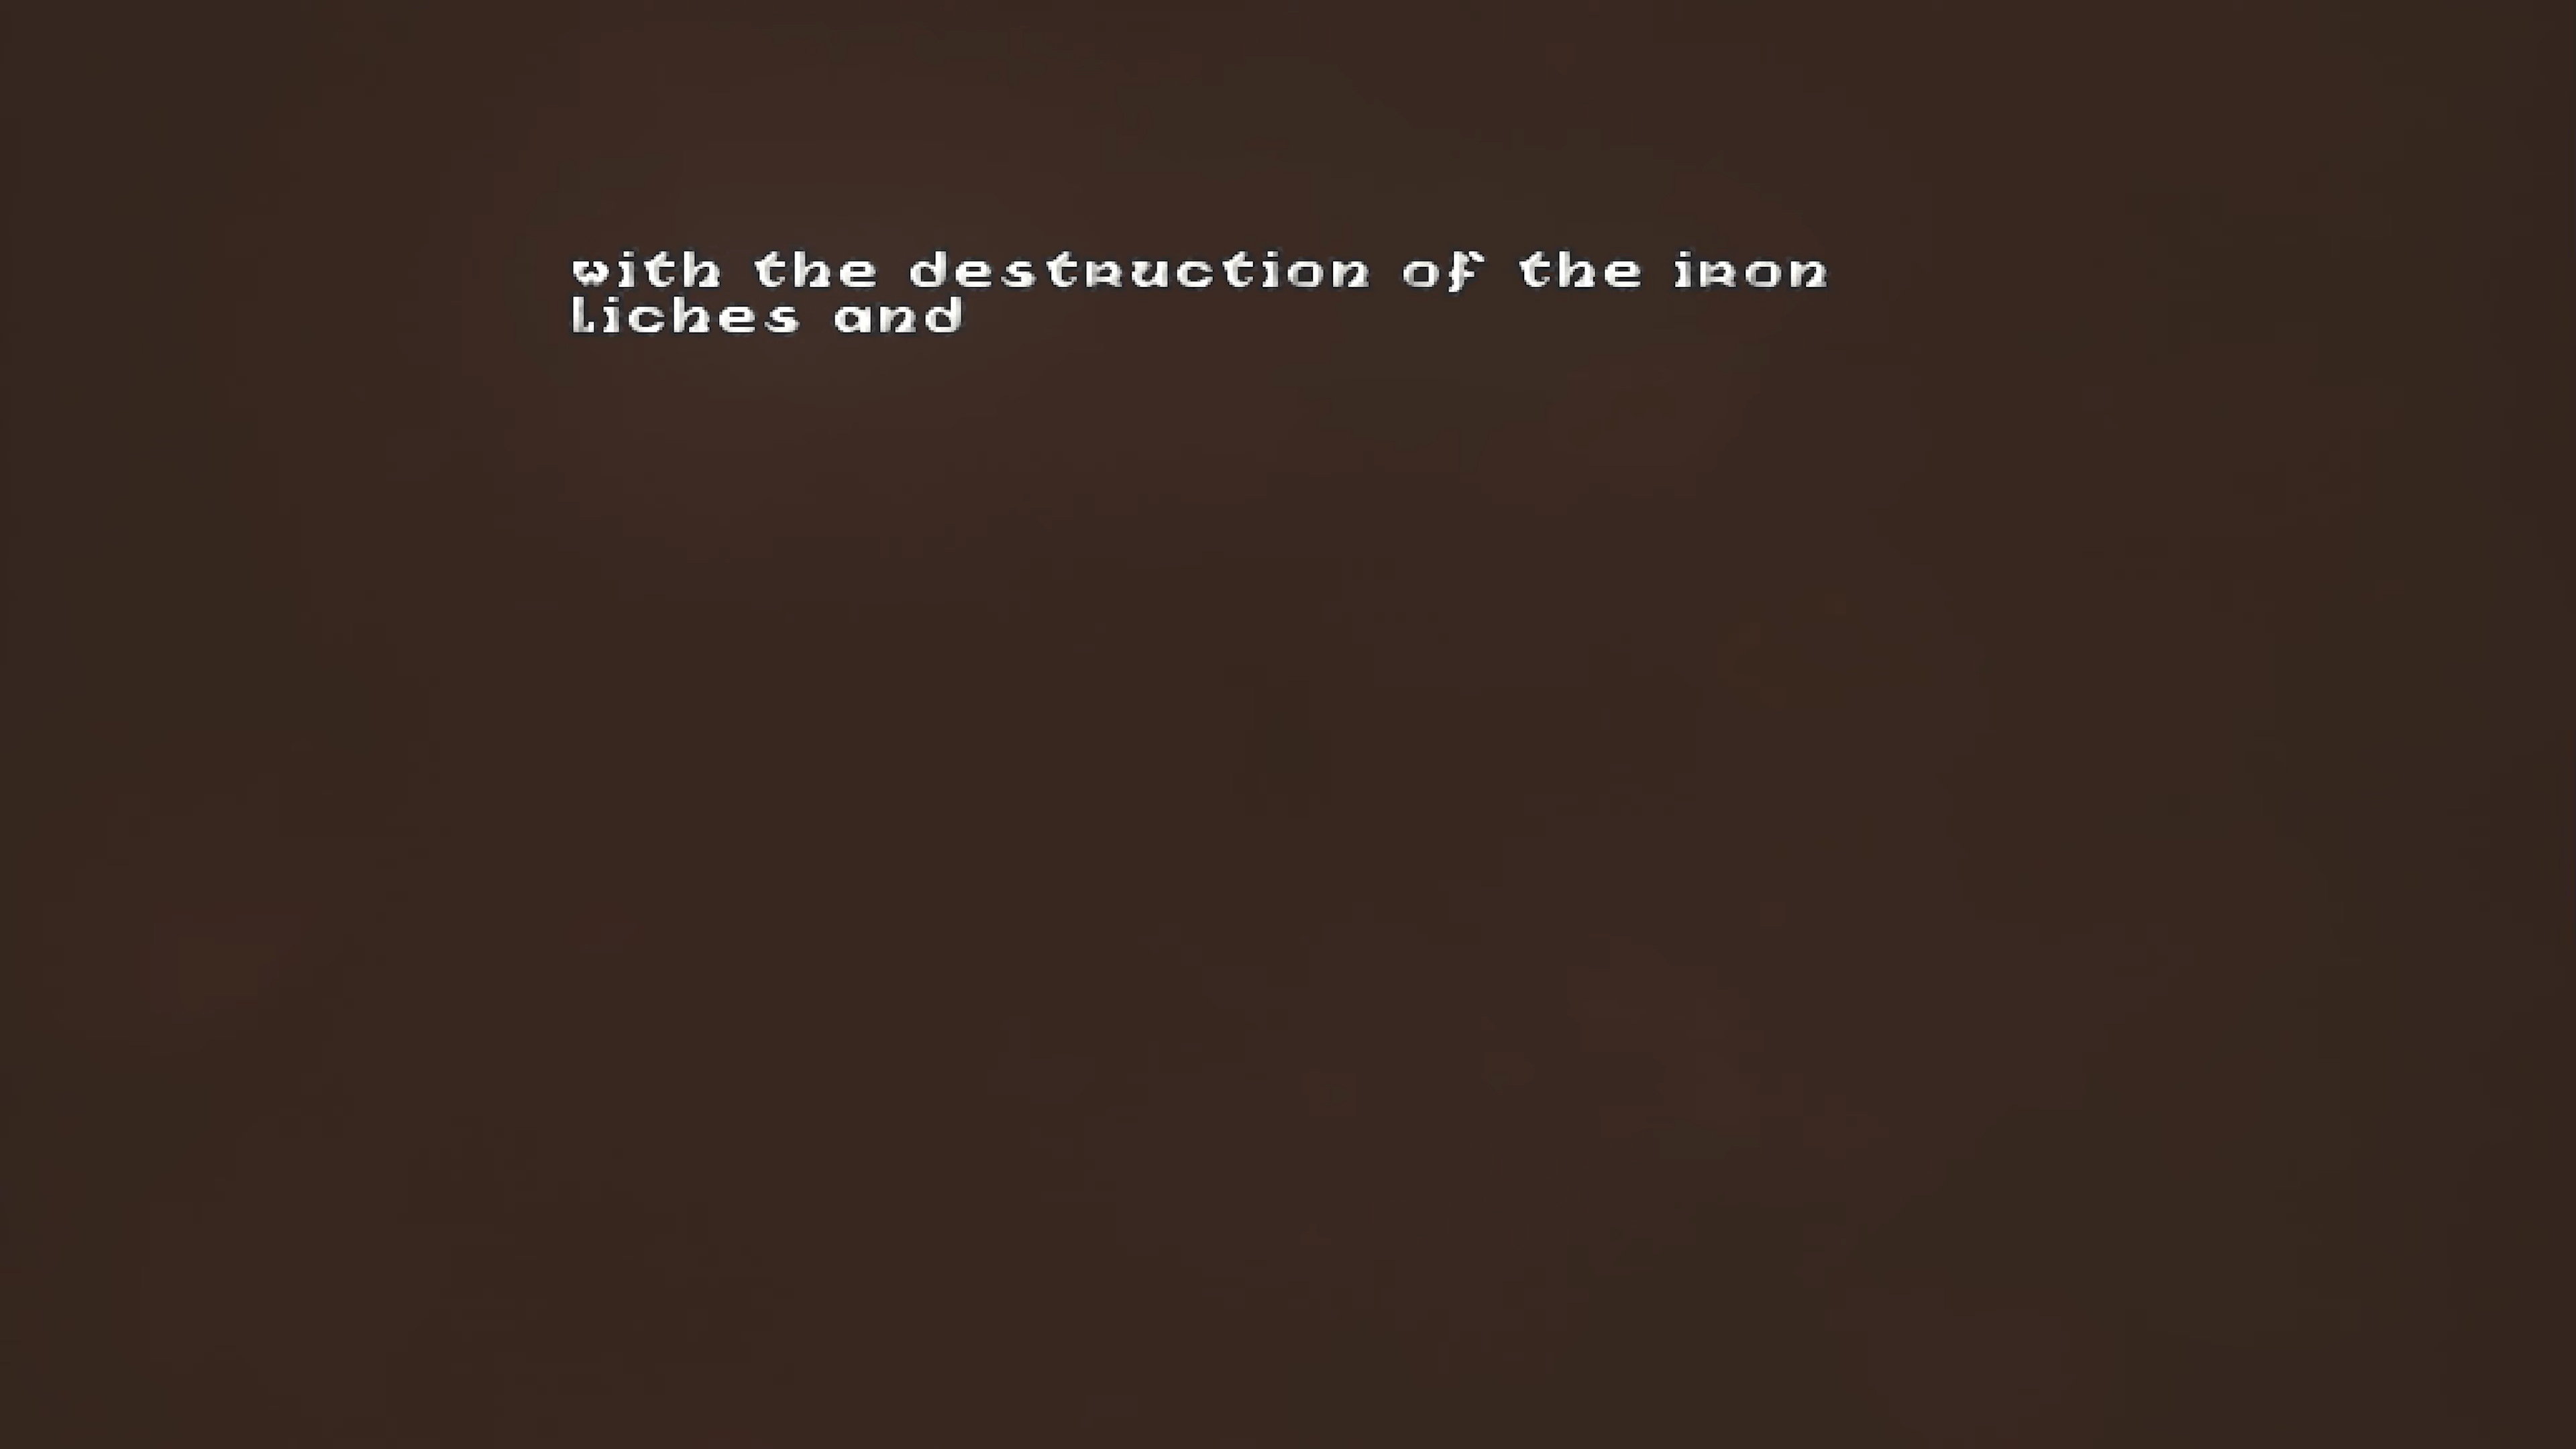 with the destruction of the iron
liches and